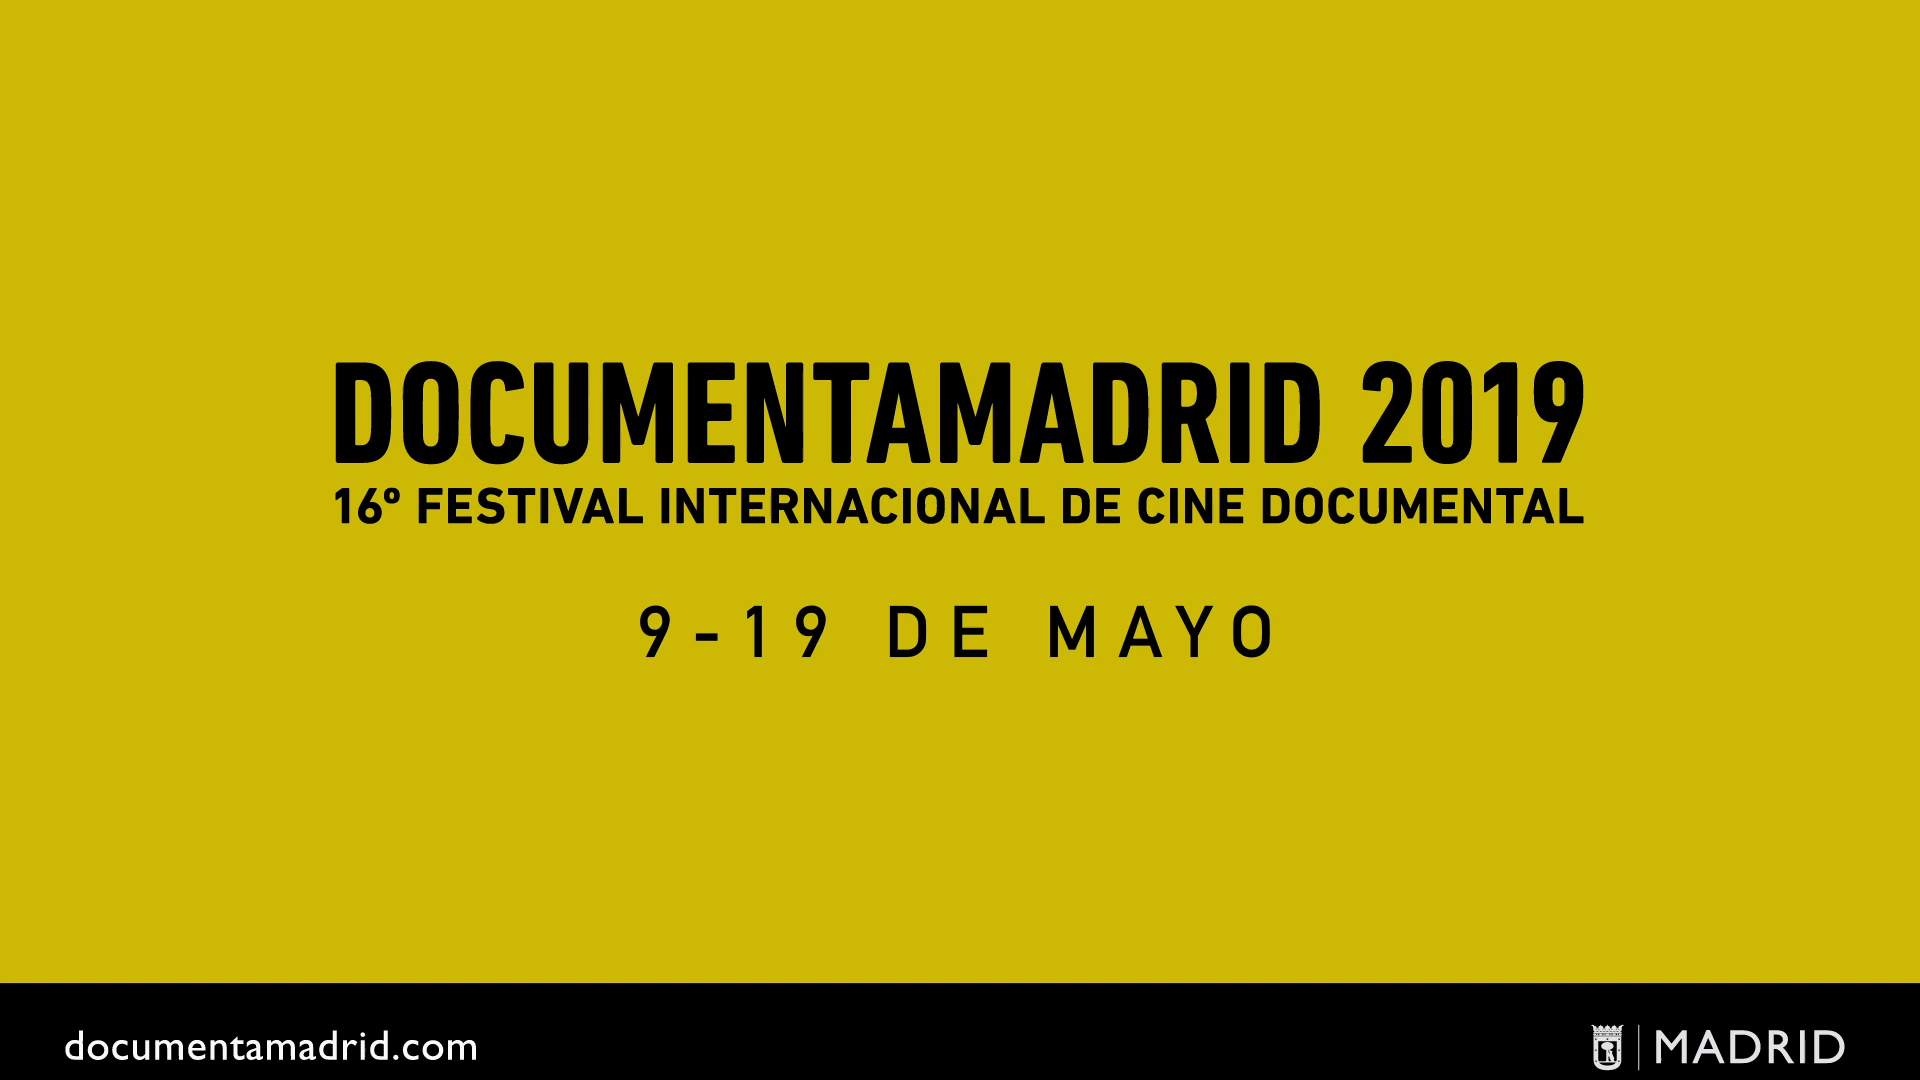 DOCUMENTAMADRID 2019
16º FESTIVAL INTERNACIONAL DE CINE DOCUMENTAL
9-19 DE MAYO
documentamadrid.com
MADRID